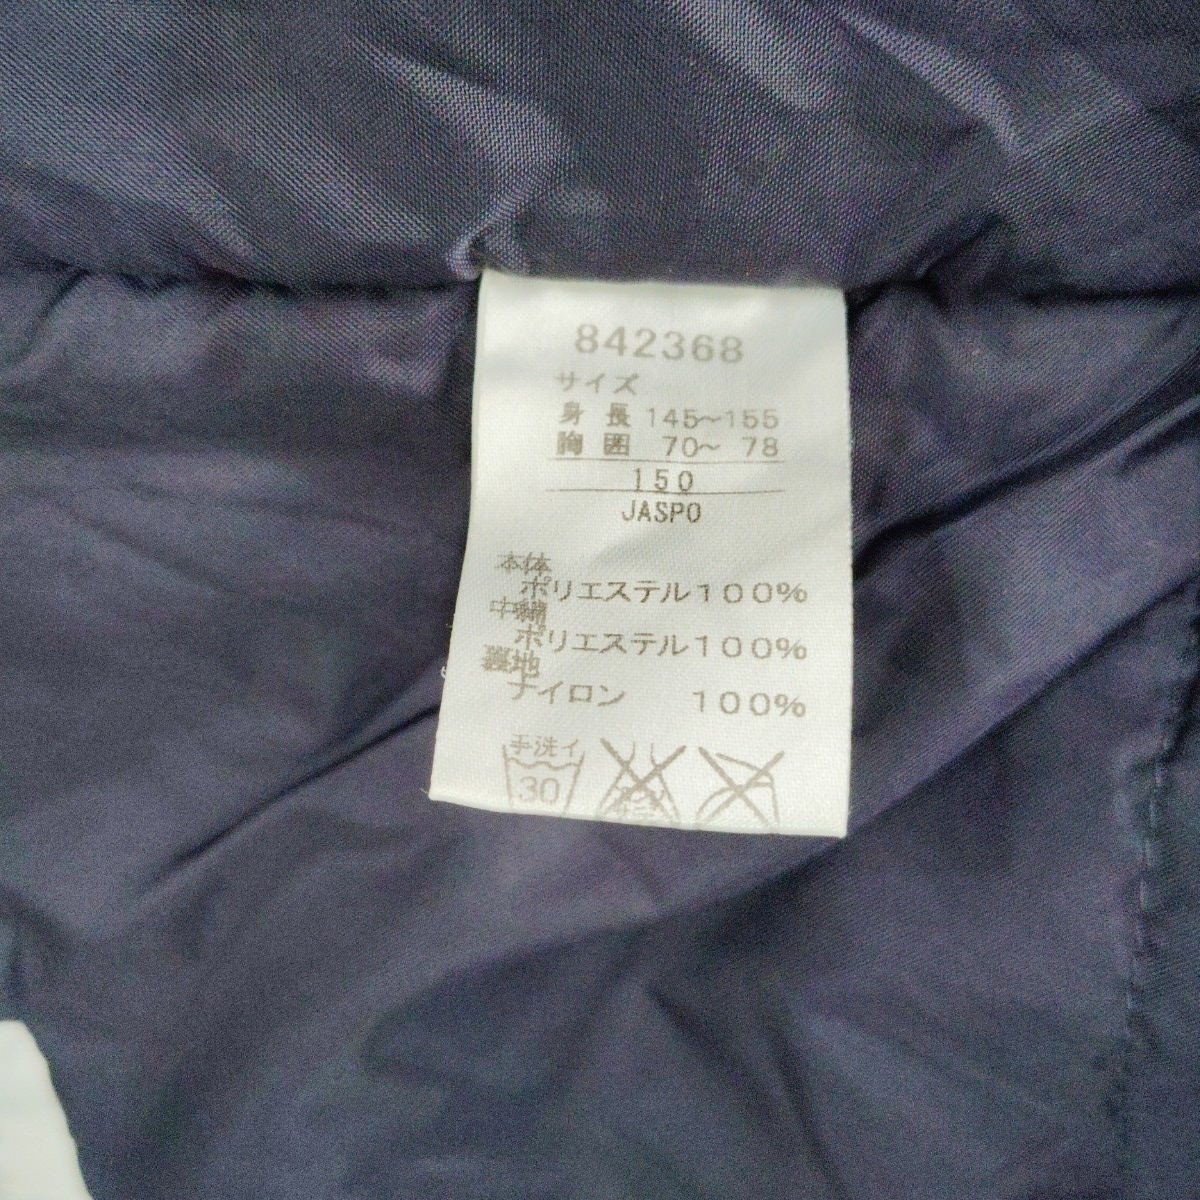 842368
サイズ
身長 145~155
胸囲 70~ 78
150
JASPO
本体
ポリエステル100%
中綿
ポリエステル100%
裏地
ナイロン 100%
手洗イ
30